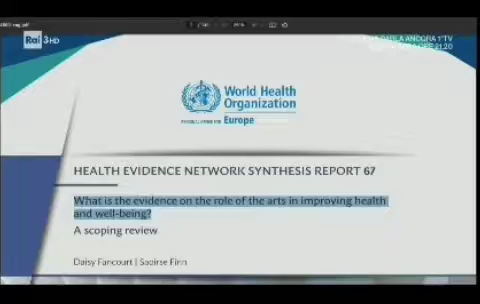 Rai 3HD
World Health
Organization
Europe
HEALTH EVIDENCE NETWORK SYNTHESIS REPORT 67
What is the evidence on the role of the arts in improving health
and well-being?
A scoping review
Daisy Fancourt | Saoirse Finn